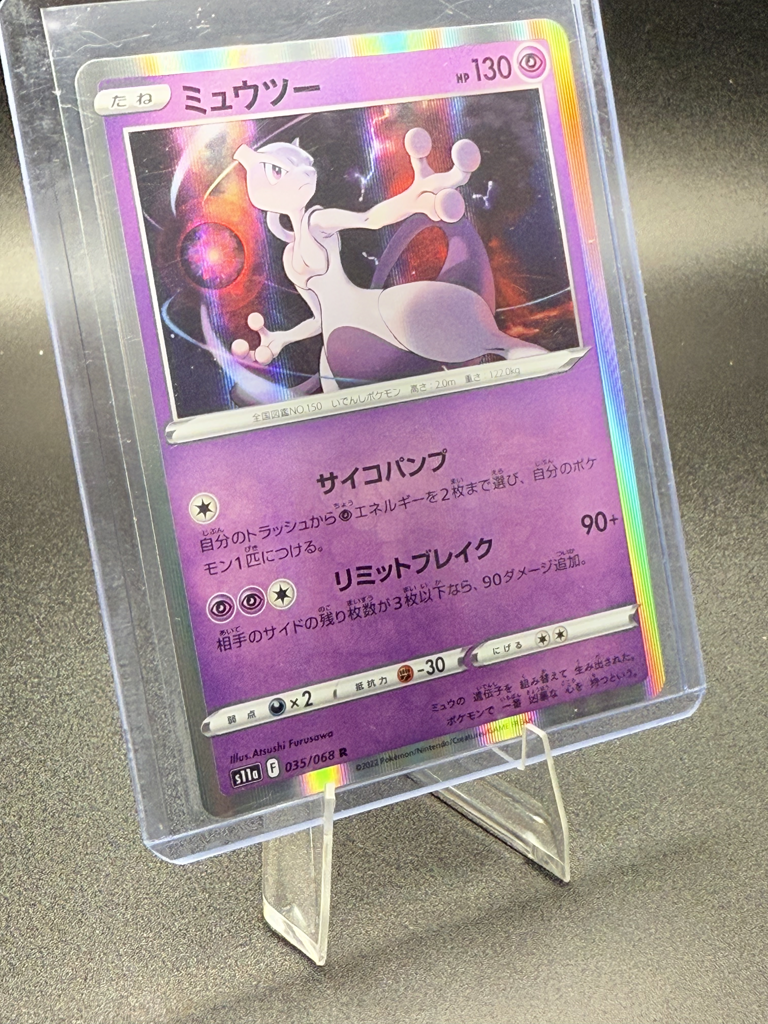 たね ミュウツー HP 130
全国図鑑NO.150 いでんしポケモン 高さ:2.0m 重さ:122.0kg
サイコパンプ
自分のトラッシュからエネルギーを2枚まで選び、自分のポケ
モン1匹につける。
リミットブレイク 90+
相手のサイドの残り枚数が3枚以下なら、90ダメージ追加。
弱点 ×2 抵抗力 -30 にげる
ミュウの 遺伝子を 組み替えて 生み出された。
ポケモンで 一番 凶暴な 心を 持つという。
Illus.Atsushi Furusawa
s11a F 035/068 R
©2022 Pokémon/Nintendo/Creatures/GAME